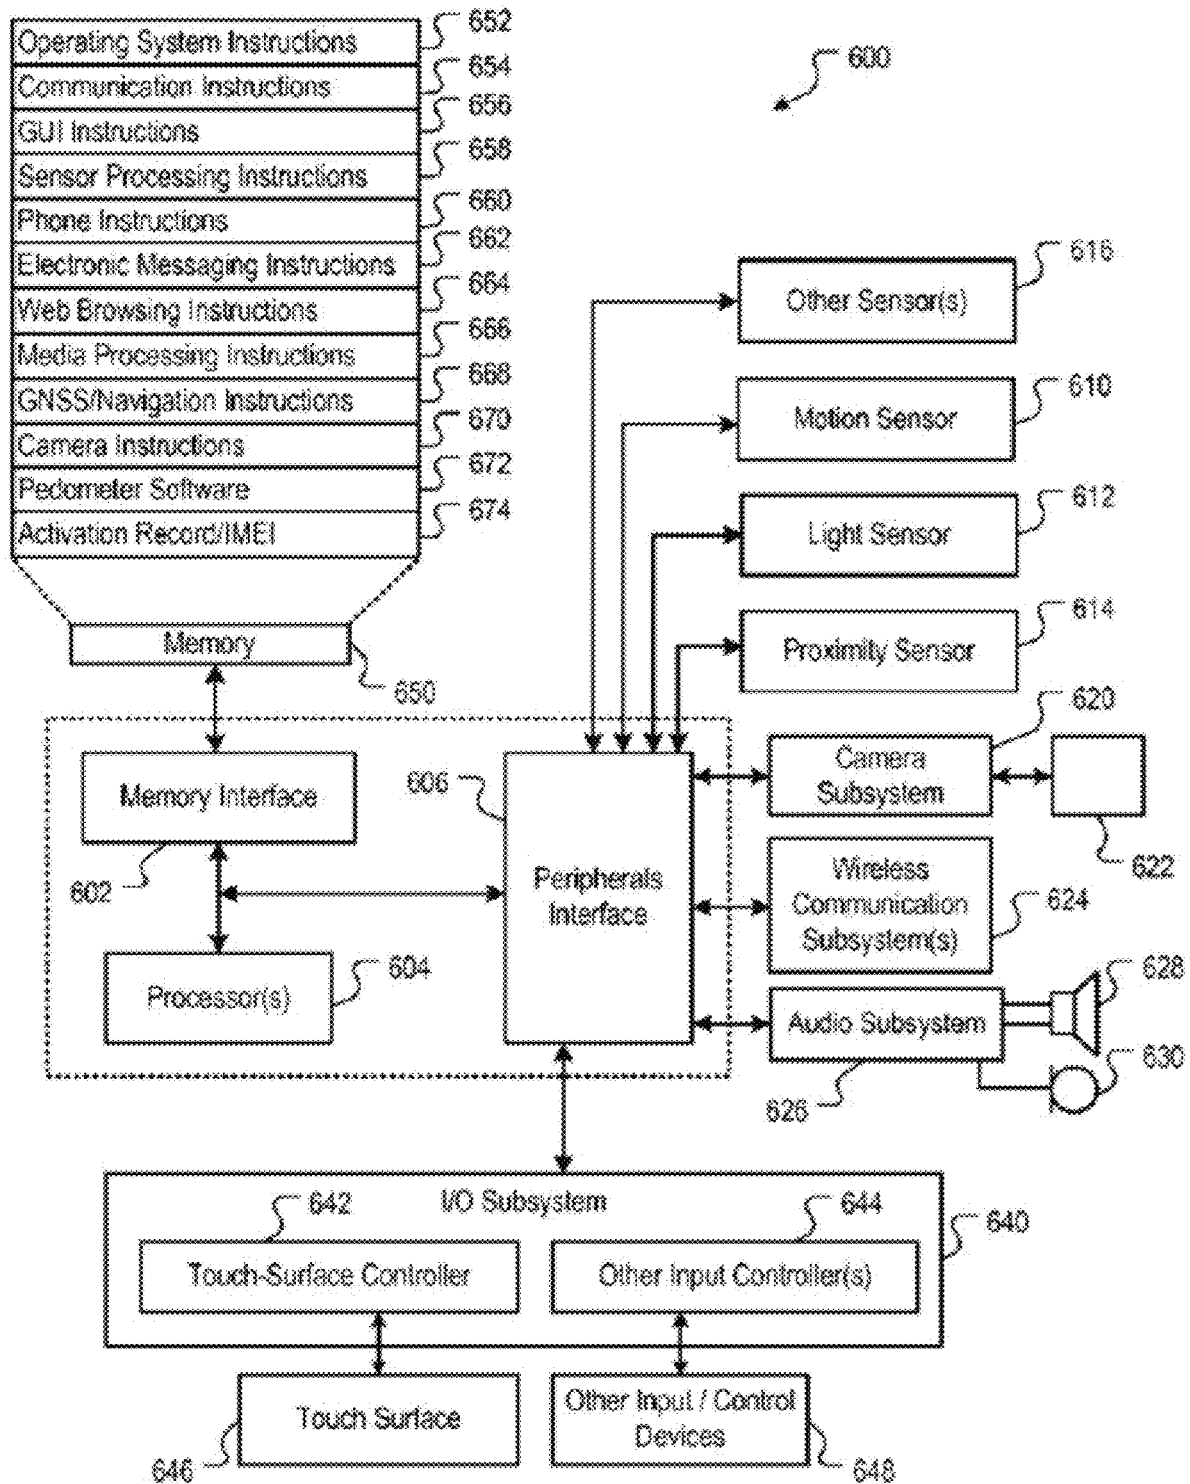 Operating System Instructions 652
Communication Instructions 654
GUI Instructions 656
Sensor Processing Instructions 658
Phone Instructions 660
Electronic Messaging Instructions 662
Web Browsing Instructions 664
Media Processing Instructions 666
GNSS/Navigation Instructions 668
Camera Instructions 670
Pedometer Software 672
Activation Record/IMEI 674
Memory
650
600
Other Sensor(s)
616
Motion Sensor
610
Light Sensor
612
Proximity Sensor
614
Memory Interface
602
Processor(s)
604
606
Peripherals
Interface
620
Camera
Subsystem
622
Wireless
Communication
Subsystem(s)
624
Audio Subsystem
626
628
630
I/O Subsystem
640
642
Touch-Surface Controller
644
Other Input Controller(s)
Touch Surface
646
Other Input / Control
Devices
648